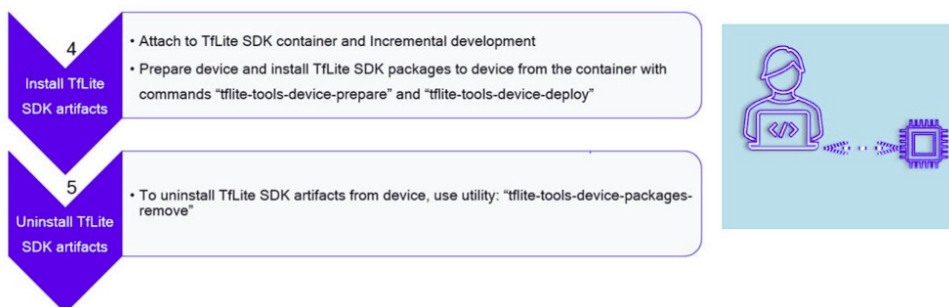 4
Install TfLite
SDK artifacts
• Attach to TfLite SDK container and Incremental development
• Prepare device and install TfLite SDK packages to device from the container with
commands “tflite-tools-device-prepare” and “tflite-tools-device-deploy”
</>
5
Uninstall TfLite
SDK artifacts
• To uninstall TfLite SDK artifacts from device, use utility: “tflite-tools-device-packages-
remove”